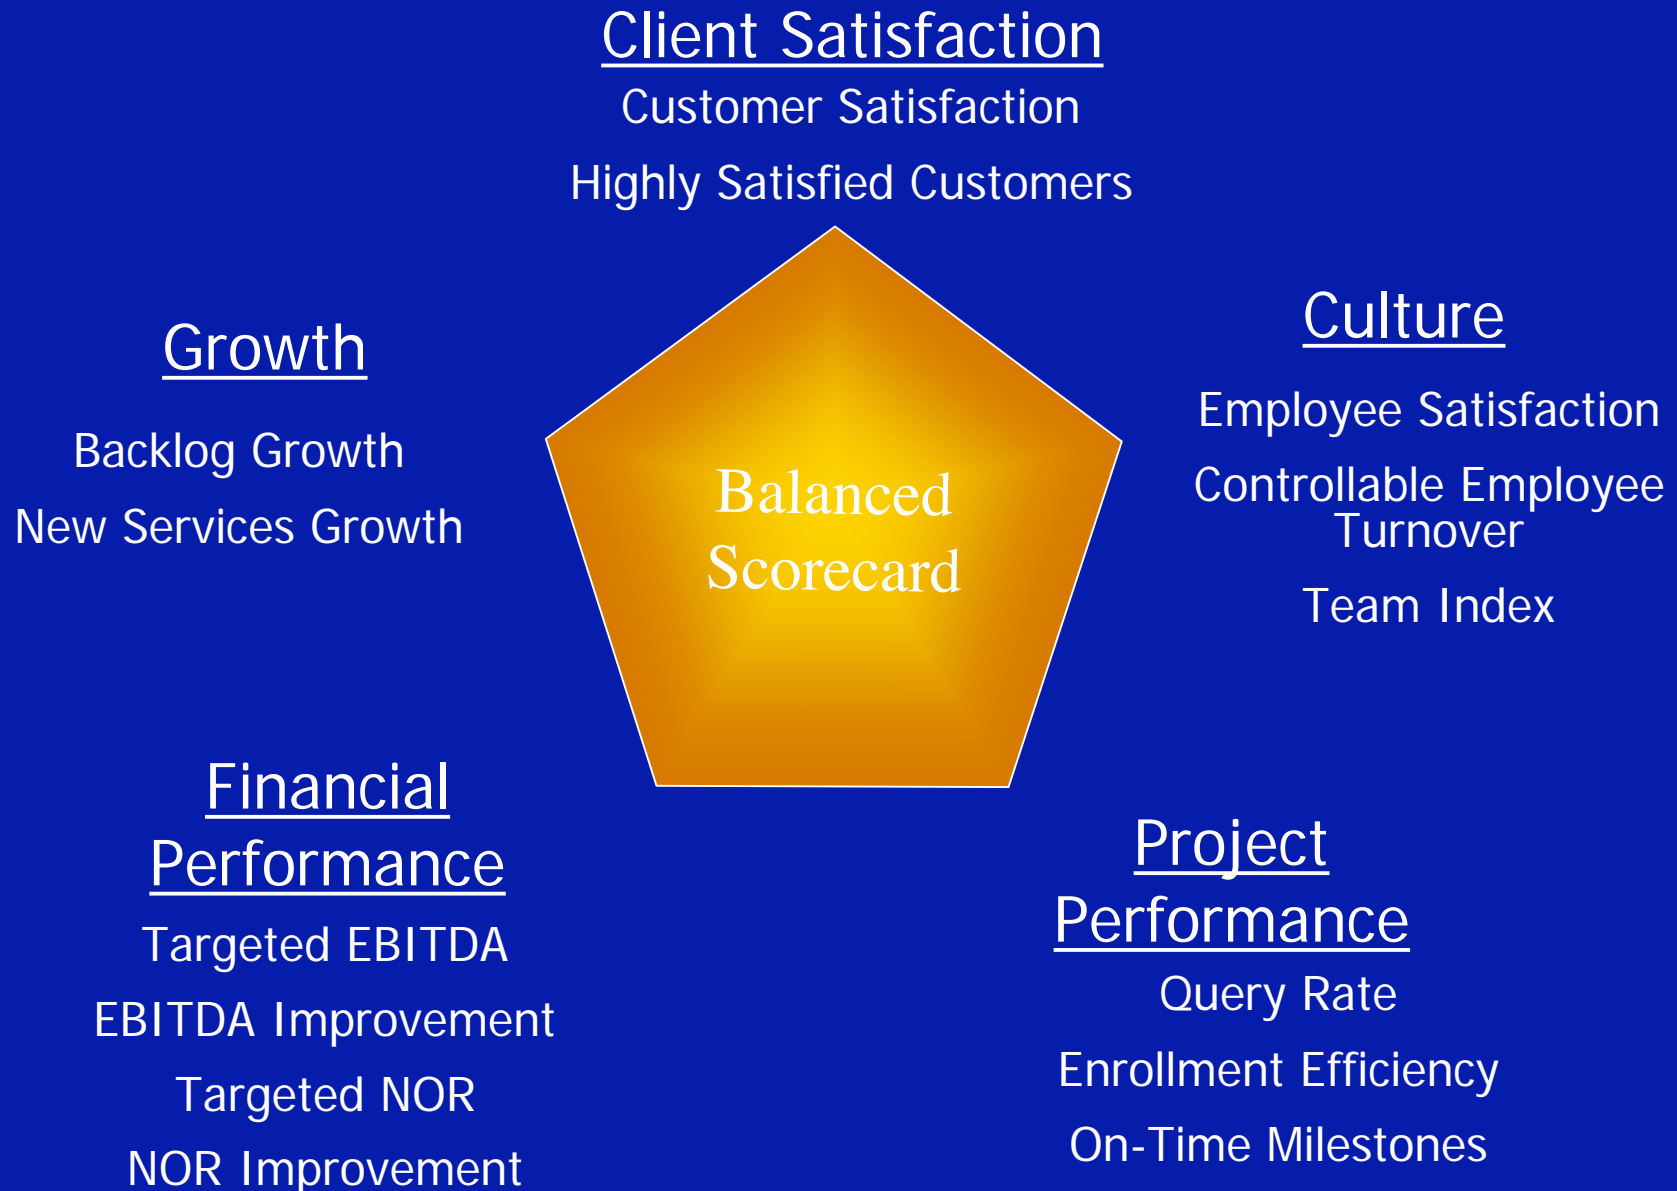 Client Satisfaction
Customer Satisfaction
Highly Satisfied Customers
Growth
Backlog Growth
New Services Growth
Balanced
Scorecard
Culture
Employee Satisfaction
Controllable Employee
Turnover
Team Index
Financial
Performance
Targeted EBITDA
EBITDA Improvement
Targeted NOR
NOR Improvement
Project
Performance
Query Rate
Enrollment Efficiency
On-Time Milestones